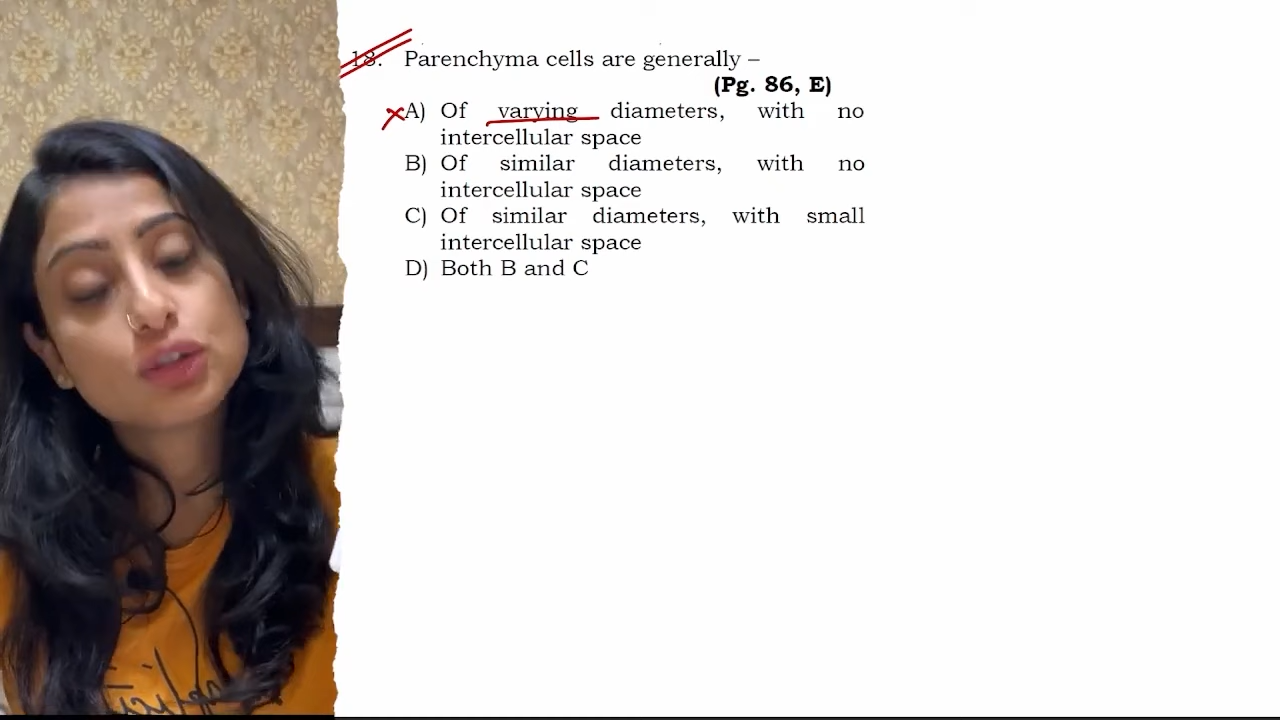 18. Parenchyma cells are generally –
(Pg. 86, E)
A) Of varying diameters, with no
intercellular space
B) Of similar diameters, with no
intercellular space
C) Of similar diameters, with small
intercellular space
D) Both B and C